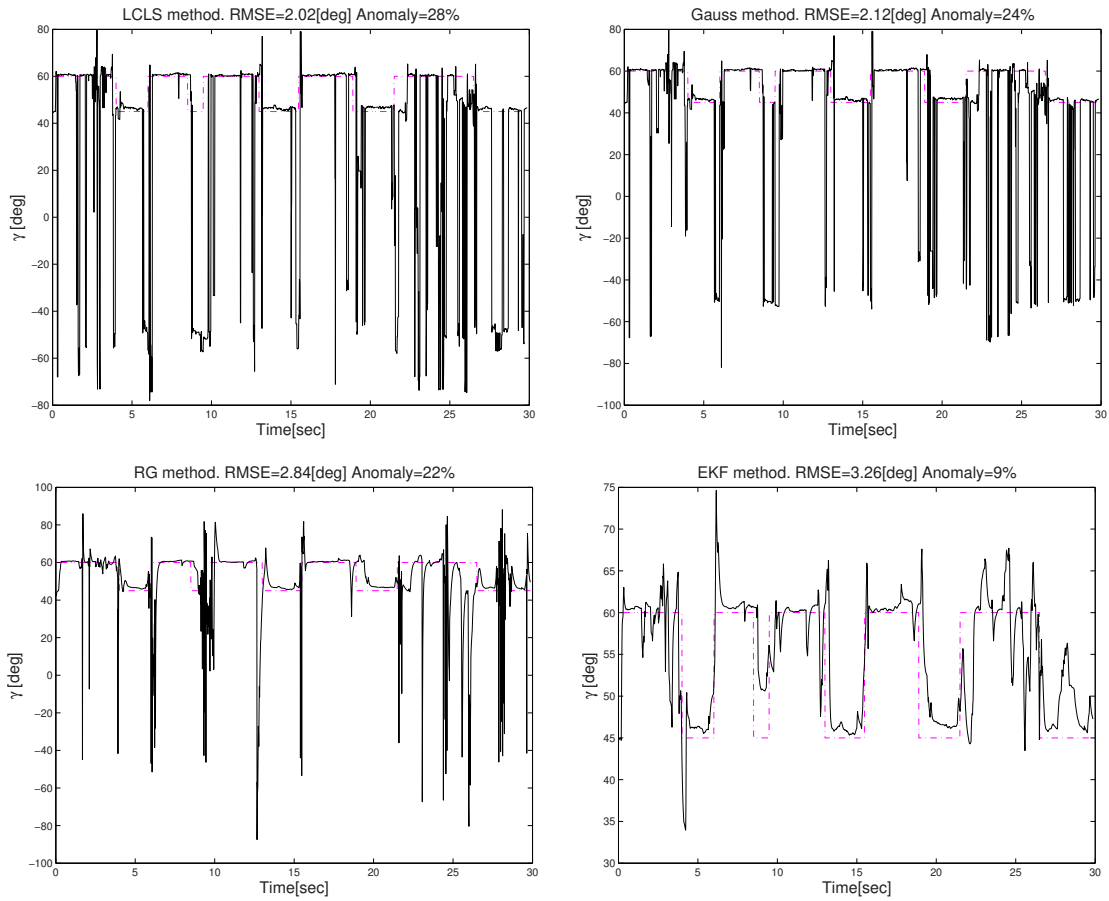 LCLS method. RMSE=2.02[deg] Anomaly=28%
80
60
40
20
0
−20
−40
−60
−80
γ [deg]
0 5 10 15 20 25 30
Time[sec]
Gauss method. RMSE=2.12[deg] Anomaly=24%
80
60
40
20
0
−20
−40
−60
−80
−100
γ [deg]
0 5 10 15 20 25 30
Time[sec]
RG method. RMSE=2.84[deg] Anomaly=22%
100
80
60
40
20
0
−20
−40
−60
−80
−100
γ [deg]
0 5 10 15 20 25 30
Time[sec]
EKF method. RMSE=3.26[deg] Anomaly=9%
75
70
65
60
55
50
45
40
35
30
γ [deg]
0 5 10 15 20 25 30
Time[sec]